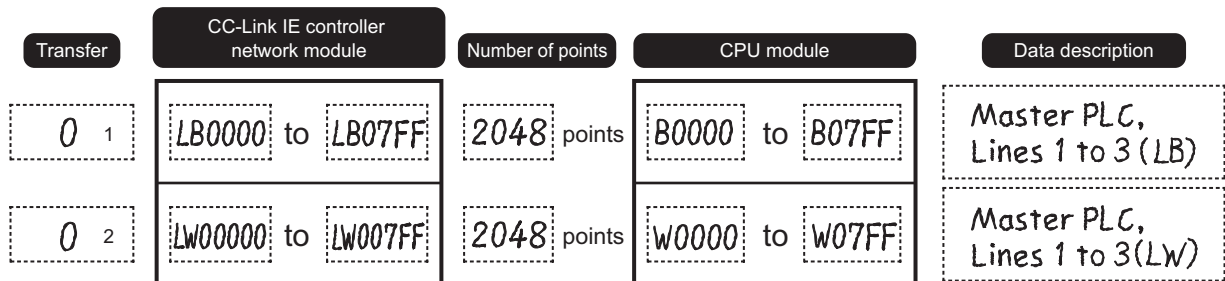 Transfer
CC-Link IE controller
network module
Number of points
CPU module
Data description
0 1 LB0000 to LB07FF 2048 points B0000 to B07FF
Master PLC,
Lines 1 to 3 (LB)
0 2 LW00000 to LW007FF 2048 points W0000 to W07FF
Master PLC,
Lines 1 to 3(LW)